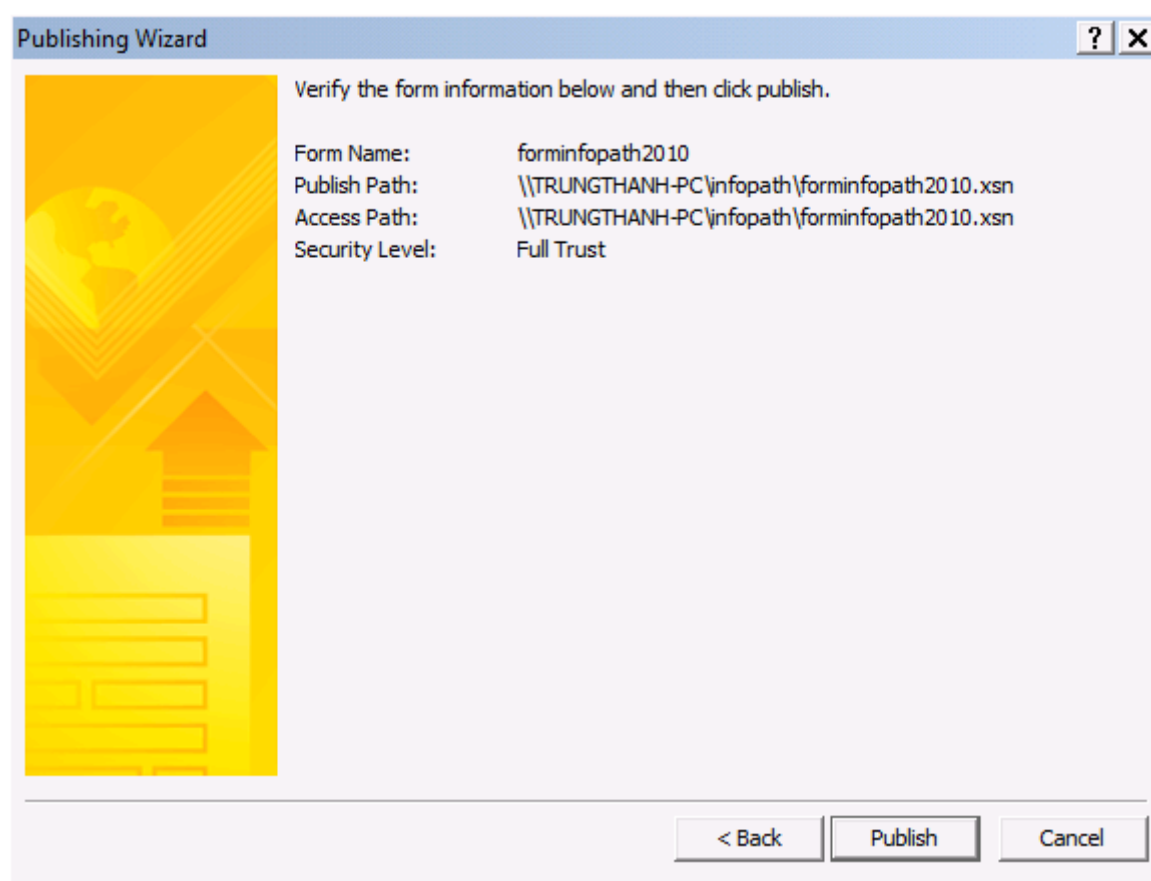 Publishing Wizard ? X
Verify the form information below and then click publish.
Form Name: forminfopath2010
Publish Path: \\TRUNGTHANH-PC\infopath\forminfopath2010.xsn
Access Path: \\TRUNGTHANH-PC\infopath\forminfopath2010.xsn
Security Level: Full Trust
< Back Publish Cancel